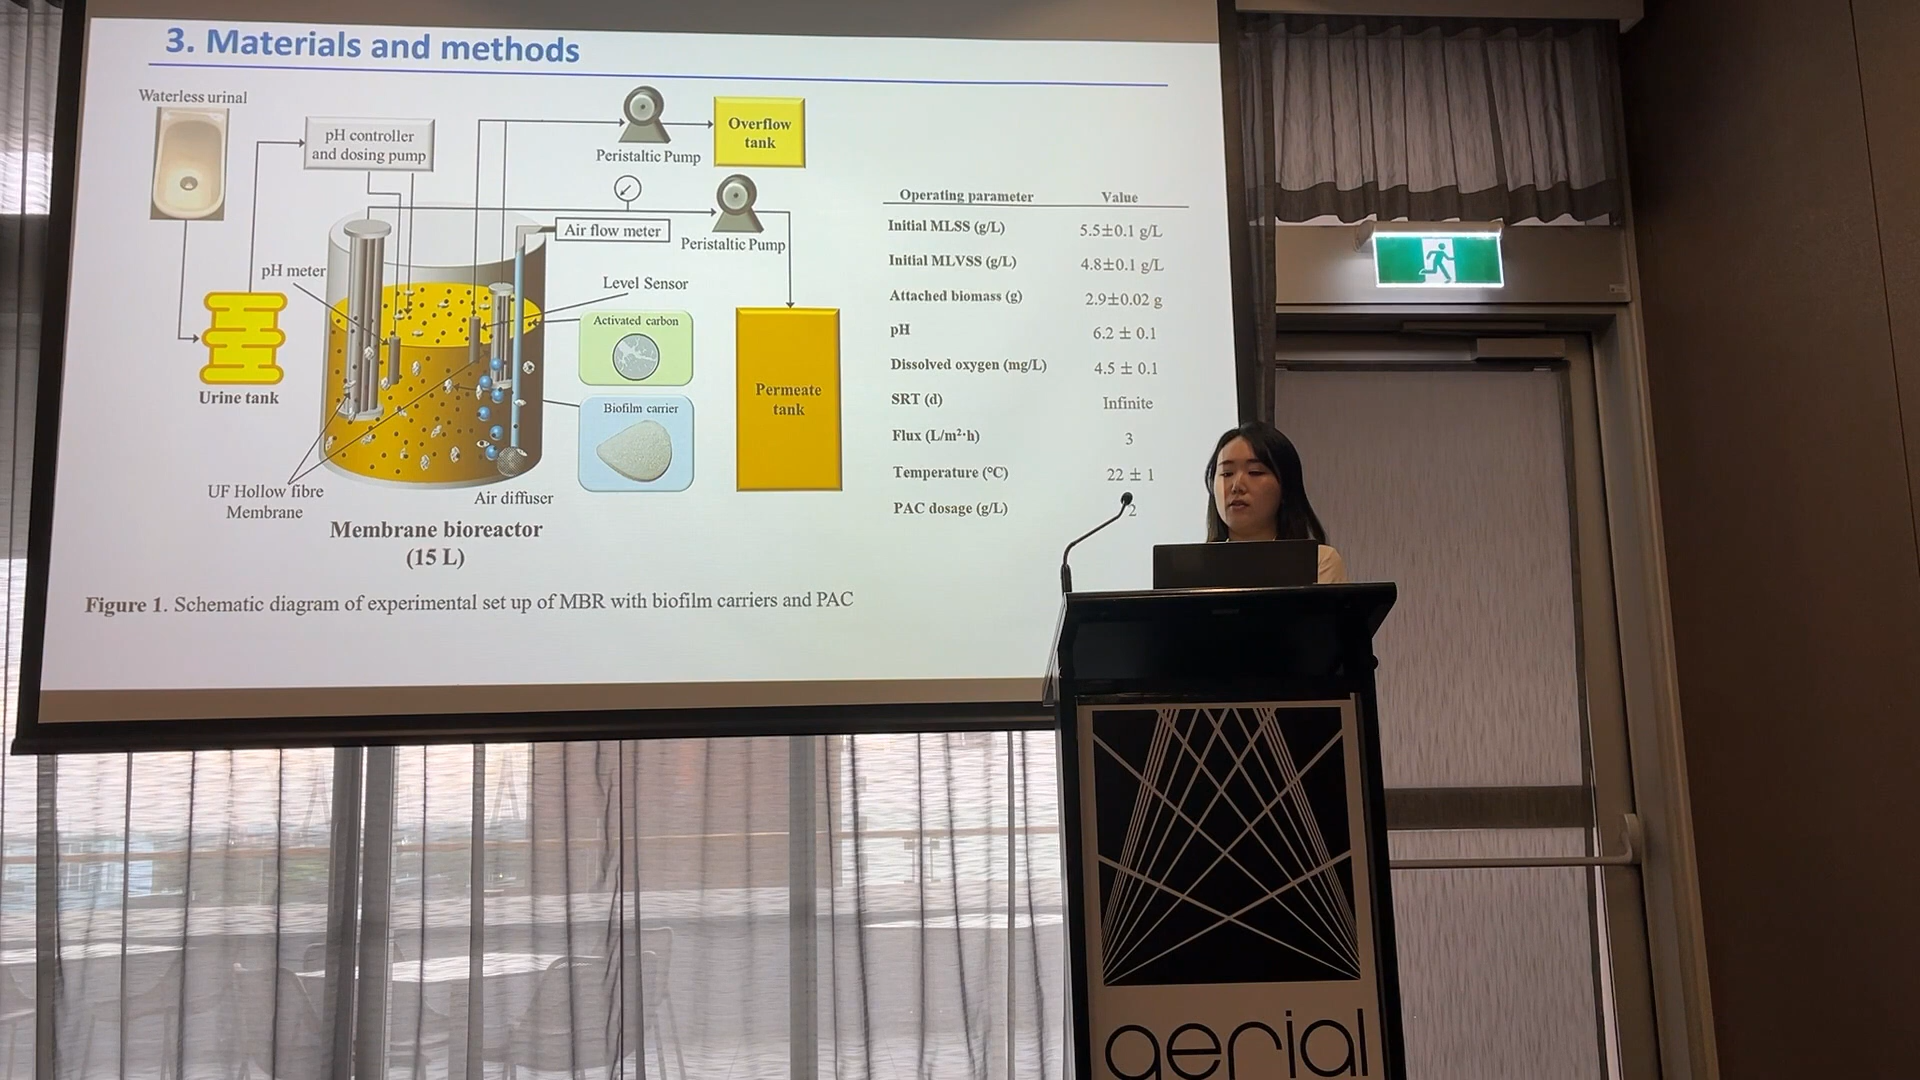 3. Materials and methods
Waterless urinal
pH controller
and dosing pump
Peristaltic Pump
Overflow
tank
Air flow meter
Peristaltic Pump
pH meter
Level Sensor
Activated carbon
Biofilm carrier
Urine tank
UF Hollow fibre
Membrane
Air diffuser
Membrane bioreactor
(15 L)
Permeate
tank
Figure 1. Schematic diagram of experimental set up of MBR with biofilm carriers and PAC
Operating parameter Value
Initial MLSS (g/L) 5.5±0.1 g/L
Initial MLVSS (g/L) 4.8±0.1 g/L
Attached biomass (g) 2.9±0.02 g
pH 6.2 ± 0.1
Dissolved oxygen (mg/L) 4.5 ± 0.1
SRT (d) Infinite
Flux (L/m²·h) 3
Temperature (°C) 22 ± 1
PAC dosage (g/L) 2
aerial